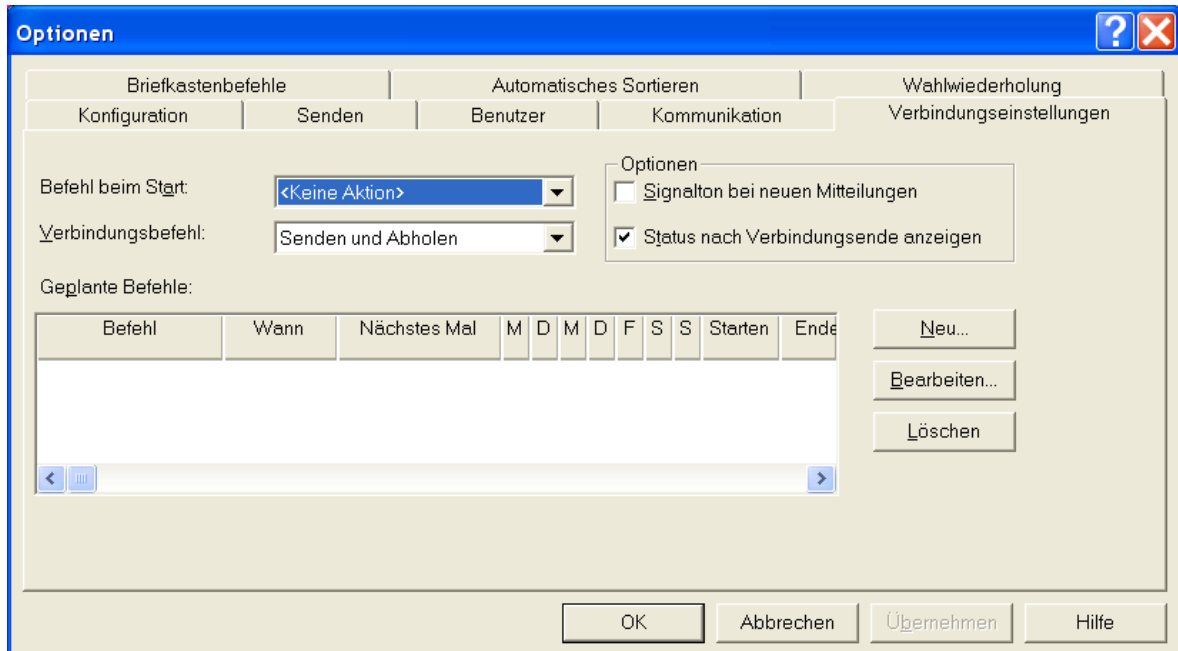 Optionen
Briefkastenbefehle Automatisches Sortieren Wahlwiederholung
Konfiguration Senden Benutzer Kommunikation Verbindungseinstellungen
Optionen
Befehl beim Start: <Keine Aktion> Signalton bei neuen Mitteilungen
Verbindungsbefehl: Senden und Abholen Status nach Verbindungsende anzeigen
Geplante Befehle:
Befehl Wann Nächstes Mal M D M D F S S Starten Ende Neu...
Bearbeiten...
Löschen
OK Abbrechen Übernehmen Hilfe